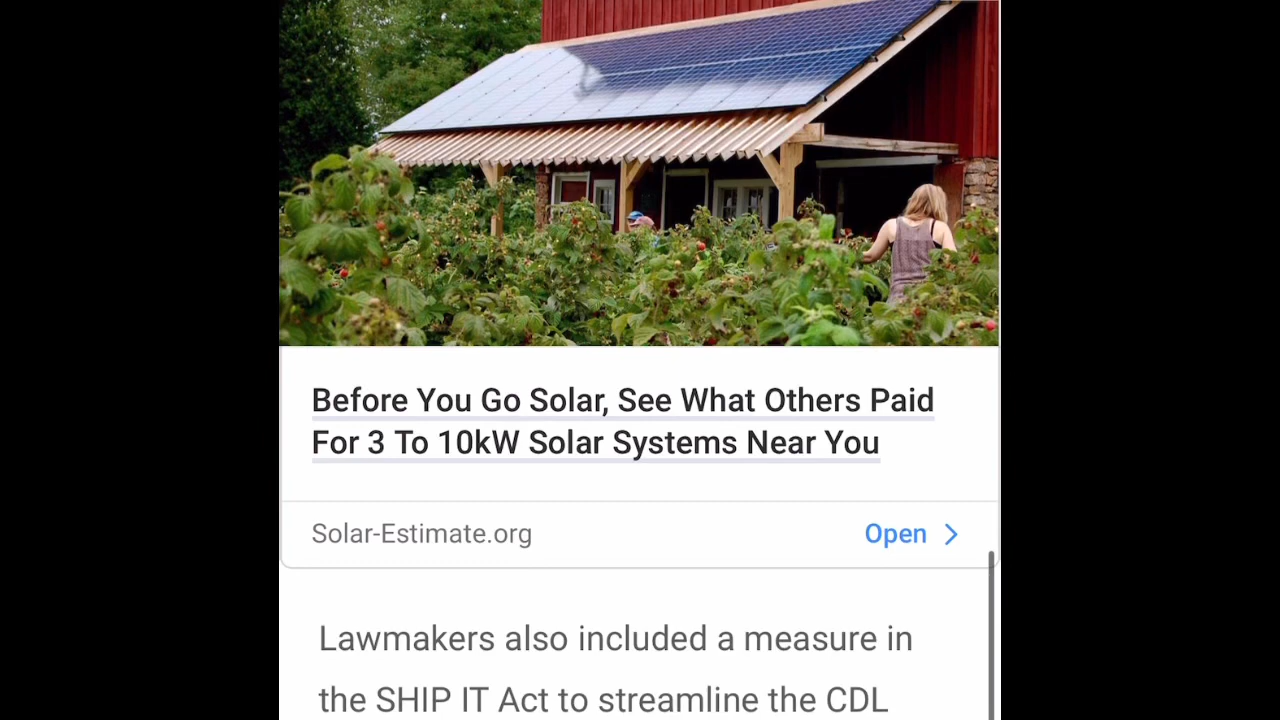 Before You Go Solar, See What Others Paid
For 3 To 10kW Solar Systems Near You
Solar-Estimate.org
Open
Lawmakers also included a measure in
the SHIP IT Act to streamline the CDL